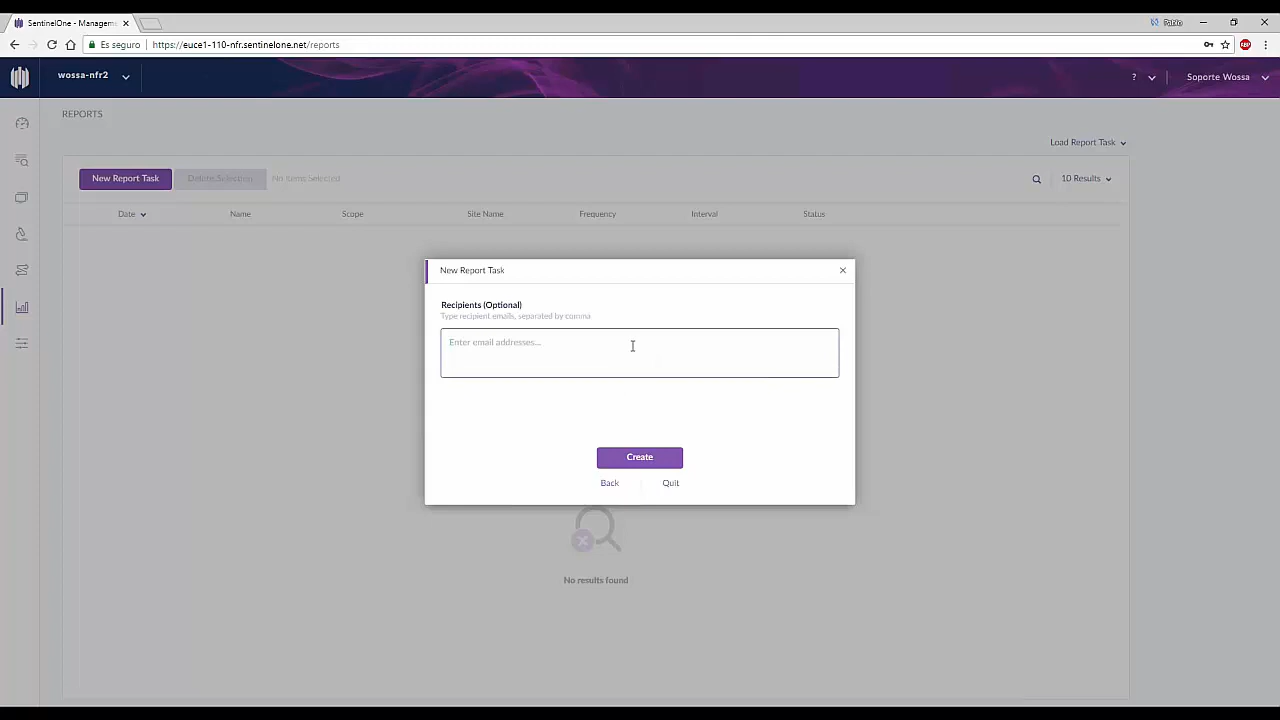 SentinelOne - Managem
Pablo
Es seguro https://euce1-110-nfr.sentinelone.net/reports
ABP
wossa-nfr2
?
Soporte Wossa
REPORTS
Load Report Task
New Report Task Delete Selection No Items Selected
10 Results
Date Name Scope Site Name Frequency Interval Status
New Report Task
Recipients (Optional)
Type recipient emails, separated by comma
Enter email addresses...
Create
Back Quit
No results found